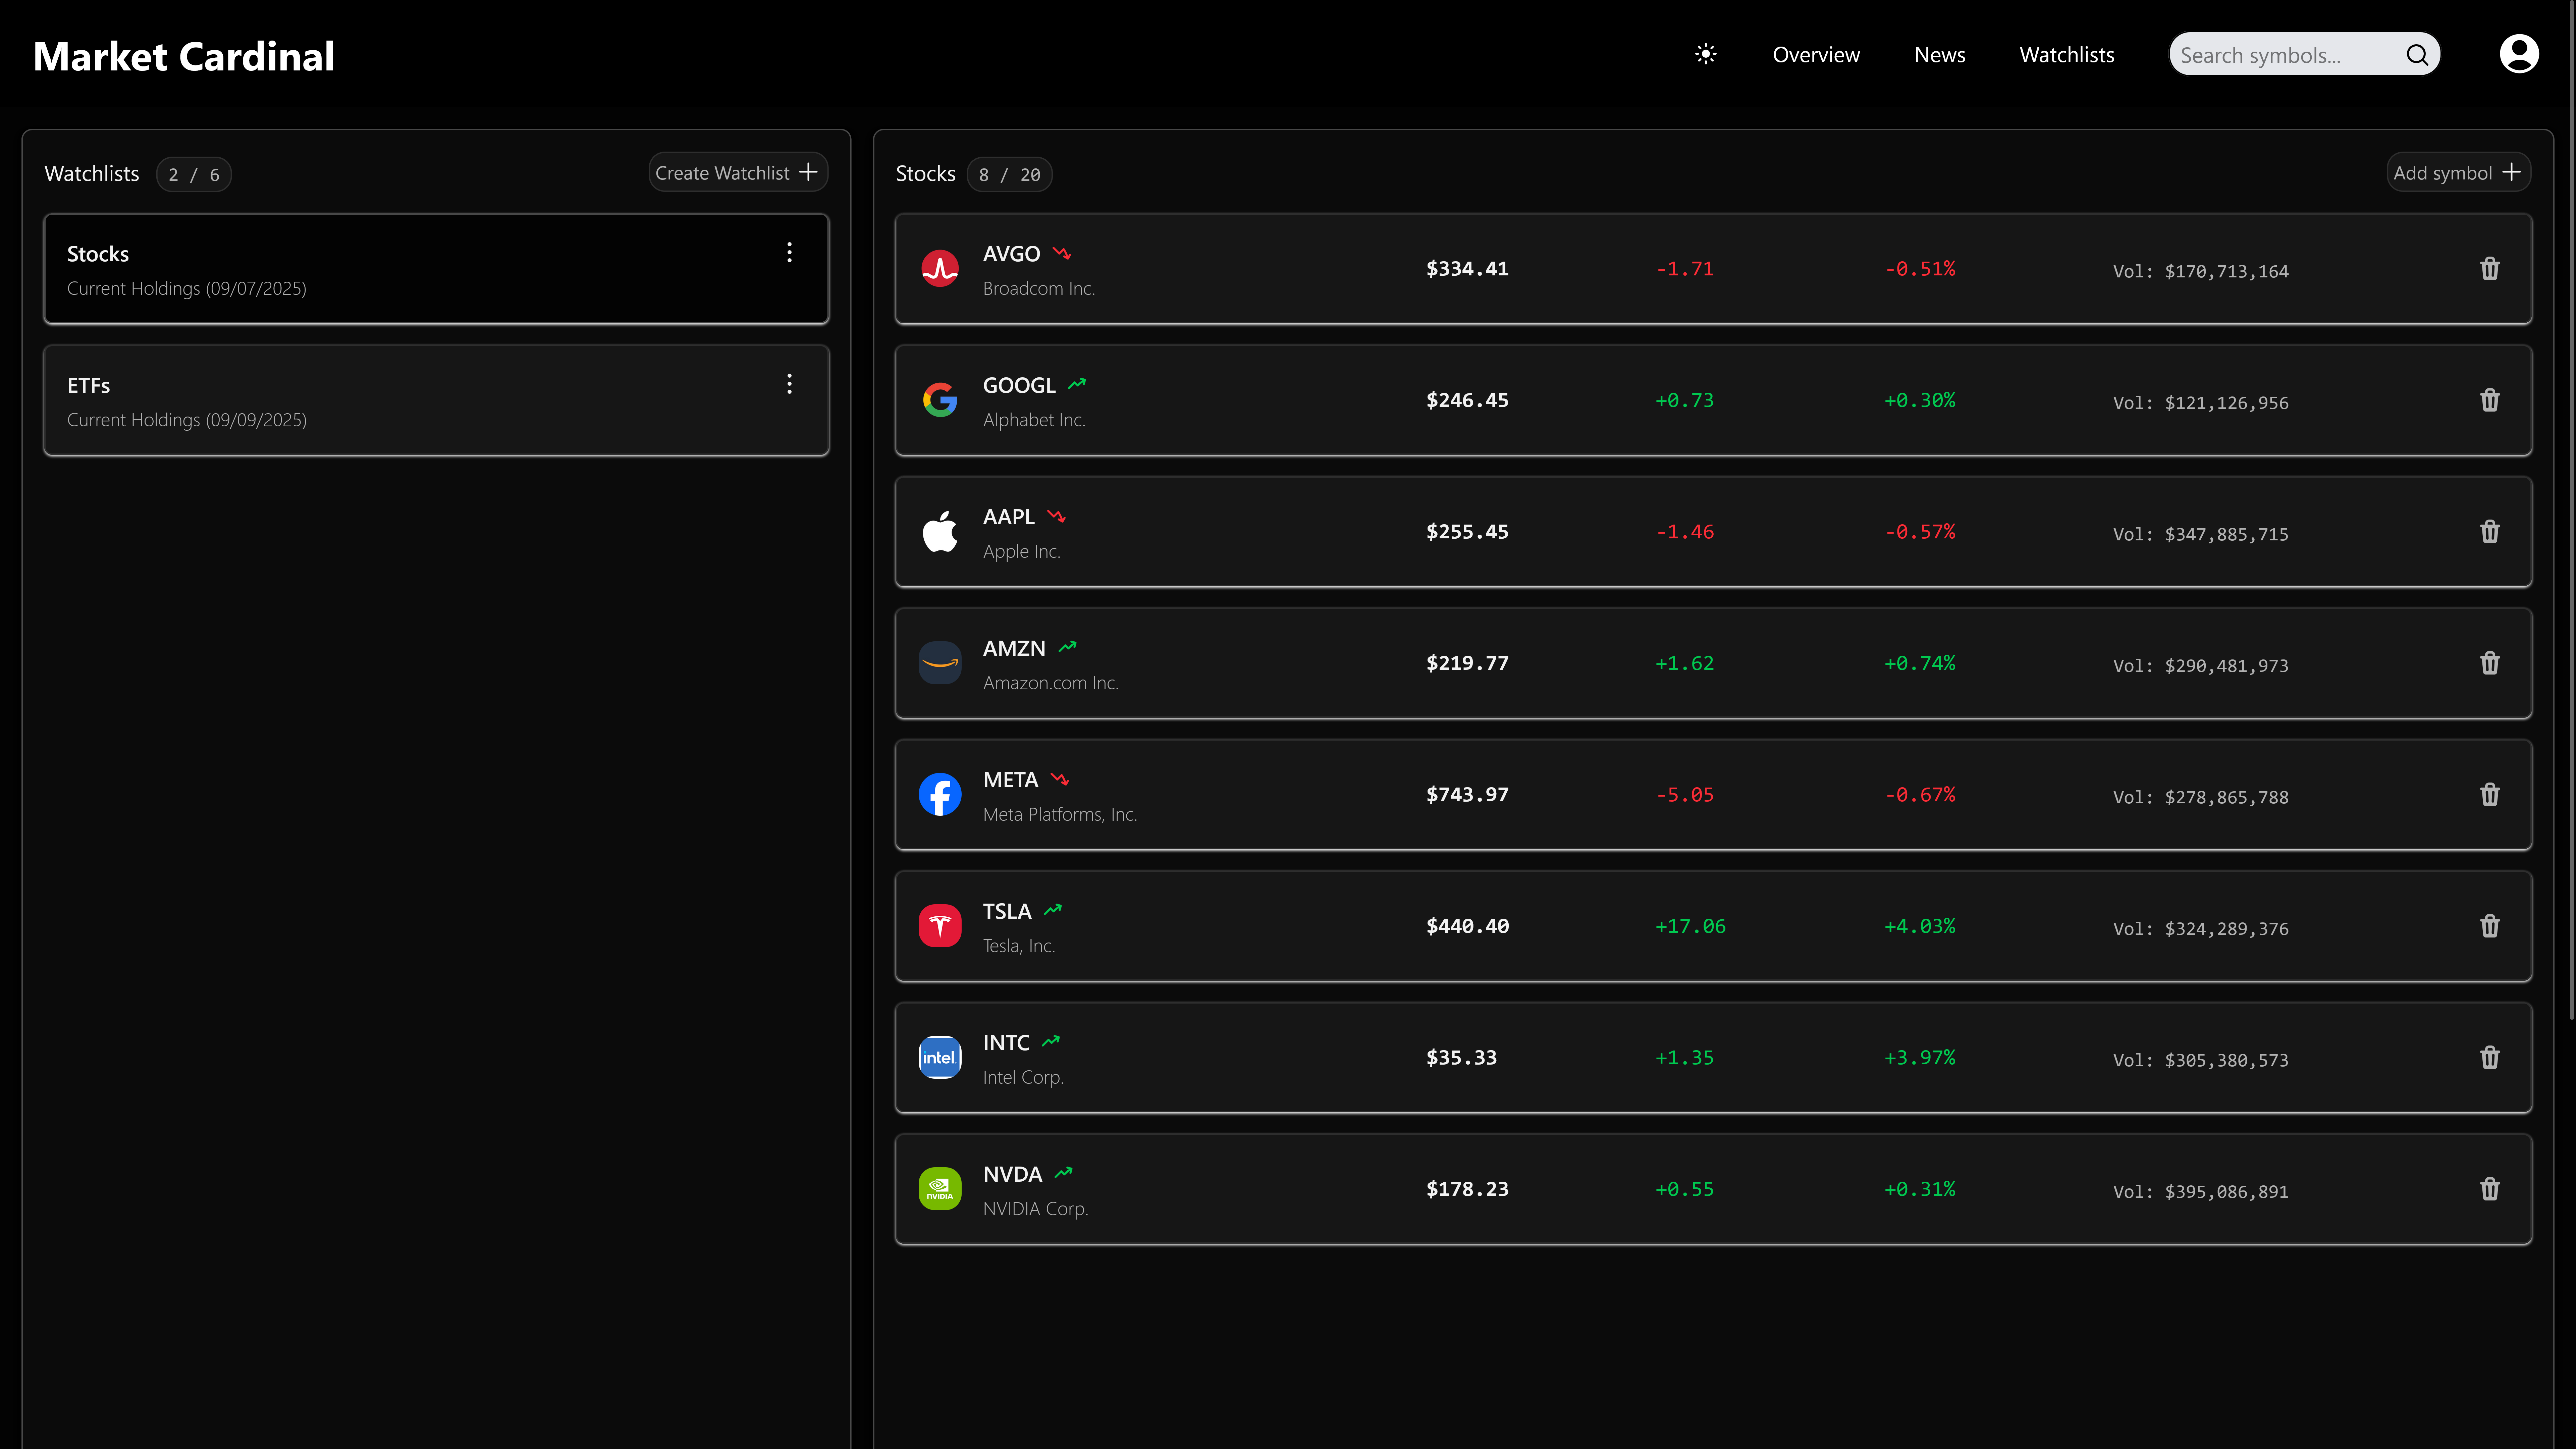 Market Cardinal
Overview News Watchlists Search symbols...
Watchlists 2 / 6 Create Watchlist
Stocks
Current Holdings (09/07/2025)
ETFs
Current Holdings (09/09/2025)
Stocks 8 / 20 Add symbol
AVGO
Broadcom Inc.
$334.41 -1.71 -0.51% Vol: $170,713,164
GOOGL
Alphabet Inc.
$246.45 +0.73 +0.30% Vol: $121,126,956
AAPL
Apple Inc.
$255.45 -1.46 -0.57% Vol: $347,885,715
AMZN
Amazon.com Inc.
$219.77 +1.62 +0.74% Vol: $290,481,973
META
Meta Platforms, Inc.
$743.97 -5.05 -0.67% Vol: $278,865,788
TSLA
Tesla, Inc.
$440.40 +17.06 +4.03% Vol: $324,289,376
intel
INTC
Intel Corp.
$35.33 +1.35 +3.97% Vol: $305,380,573
NVIDIA
NVDA
NVIDIA Corp.
$178.23 +0.55 +0.31% Vol: $395,086,891